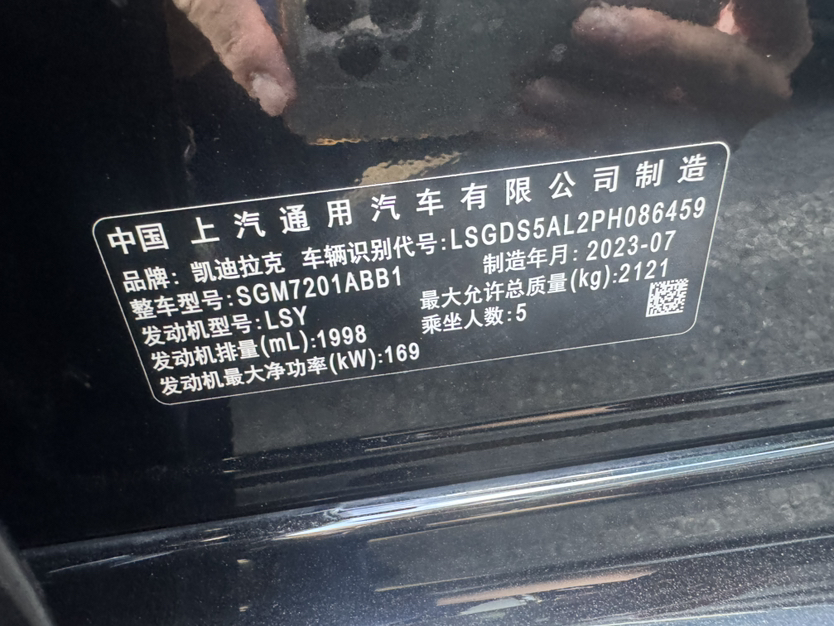 中国 上汽通用汽车有限公司制造
品牌: 凯迪拉克 车辆识别代号:LSGDS5AL2PH086459
整车型号:SGM7201ABB1 制造年月: 2023-07
发动机型号:LSY 最大允许总质量(kg):2121
发动机排量(mL):1998 乘坐人数:5
发动机最大净功率(kW):169